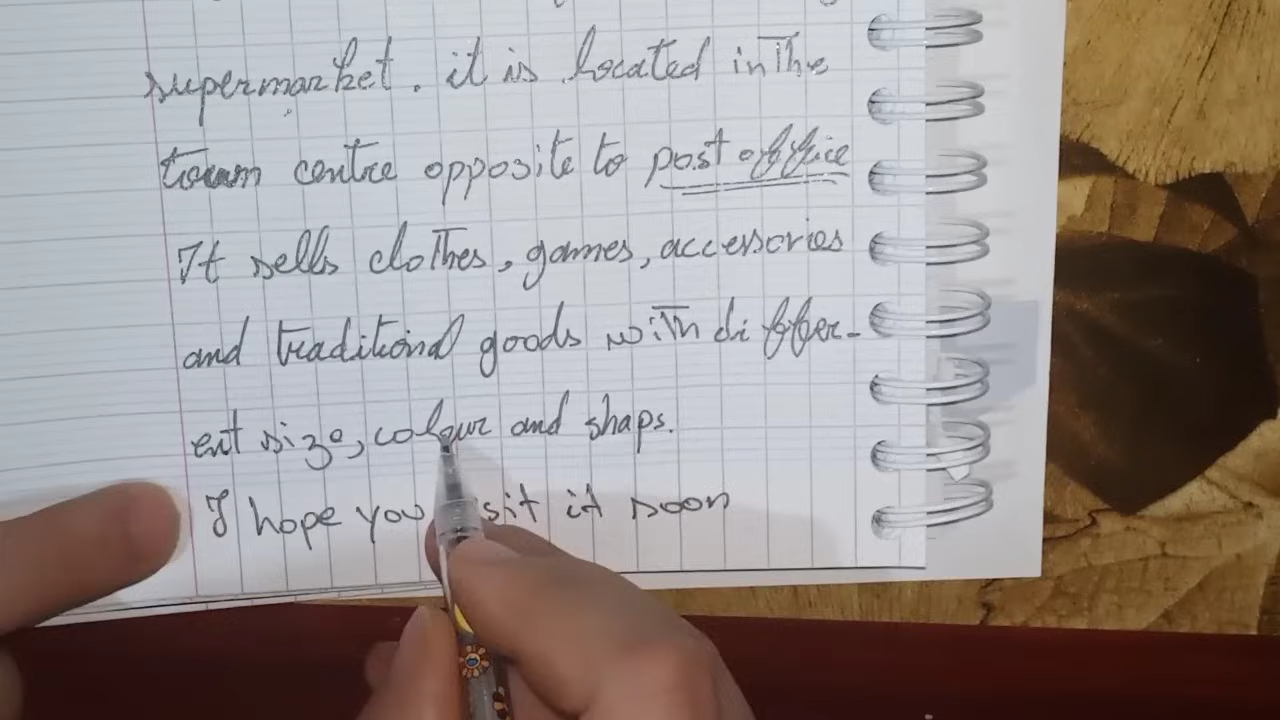 supermarket. it is located in the
town centre opposite to post office
It sells clothes, games, accessories
and traditional goods with differ-
ent size, colour and shaps.
I hope you sit it soon